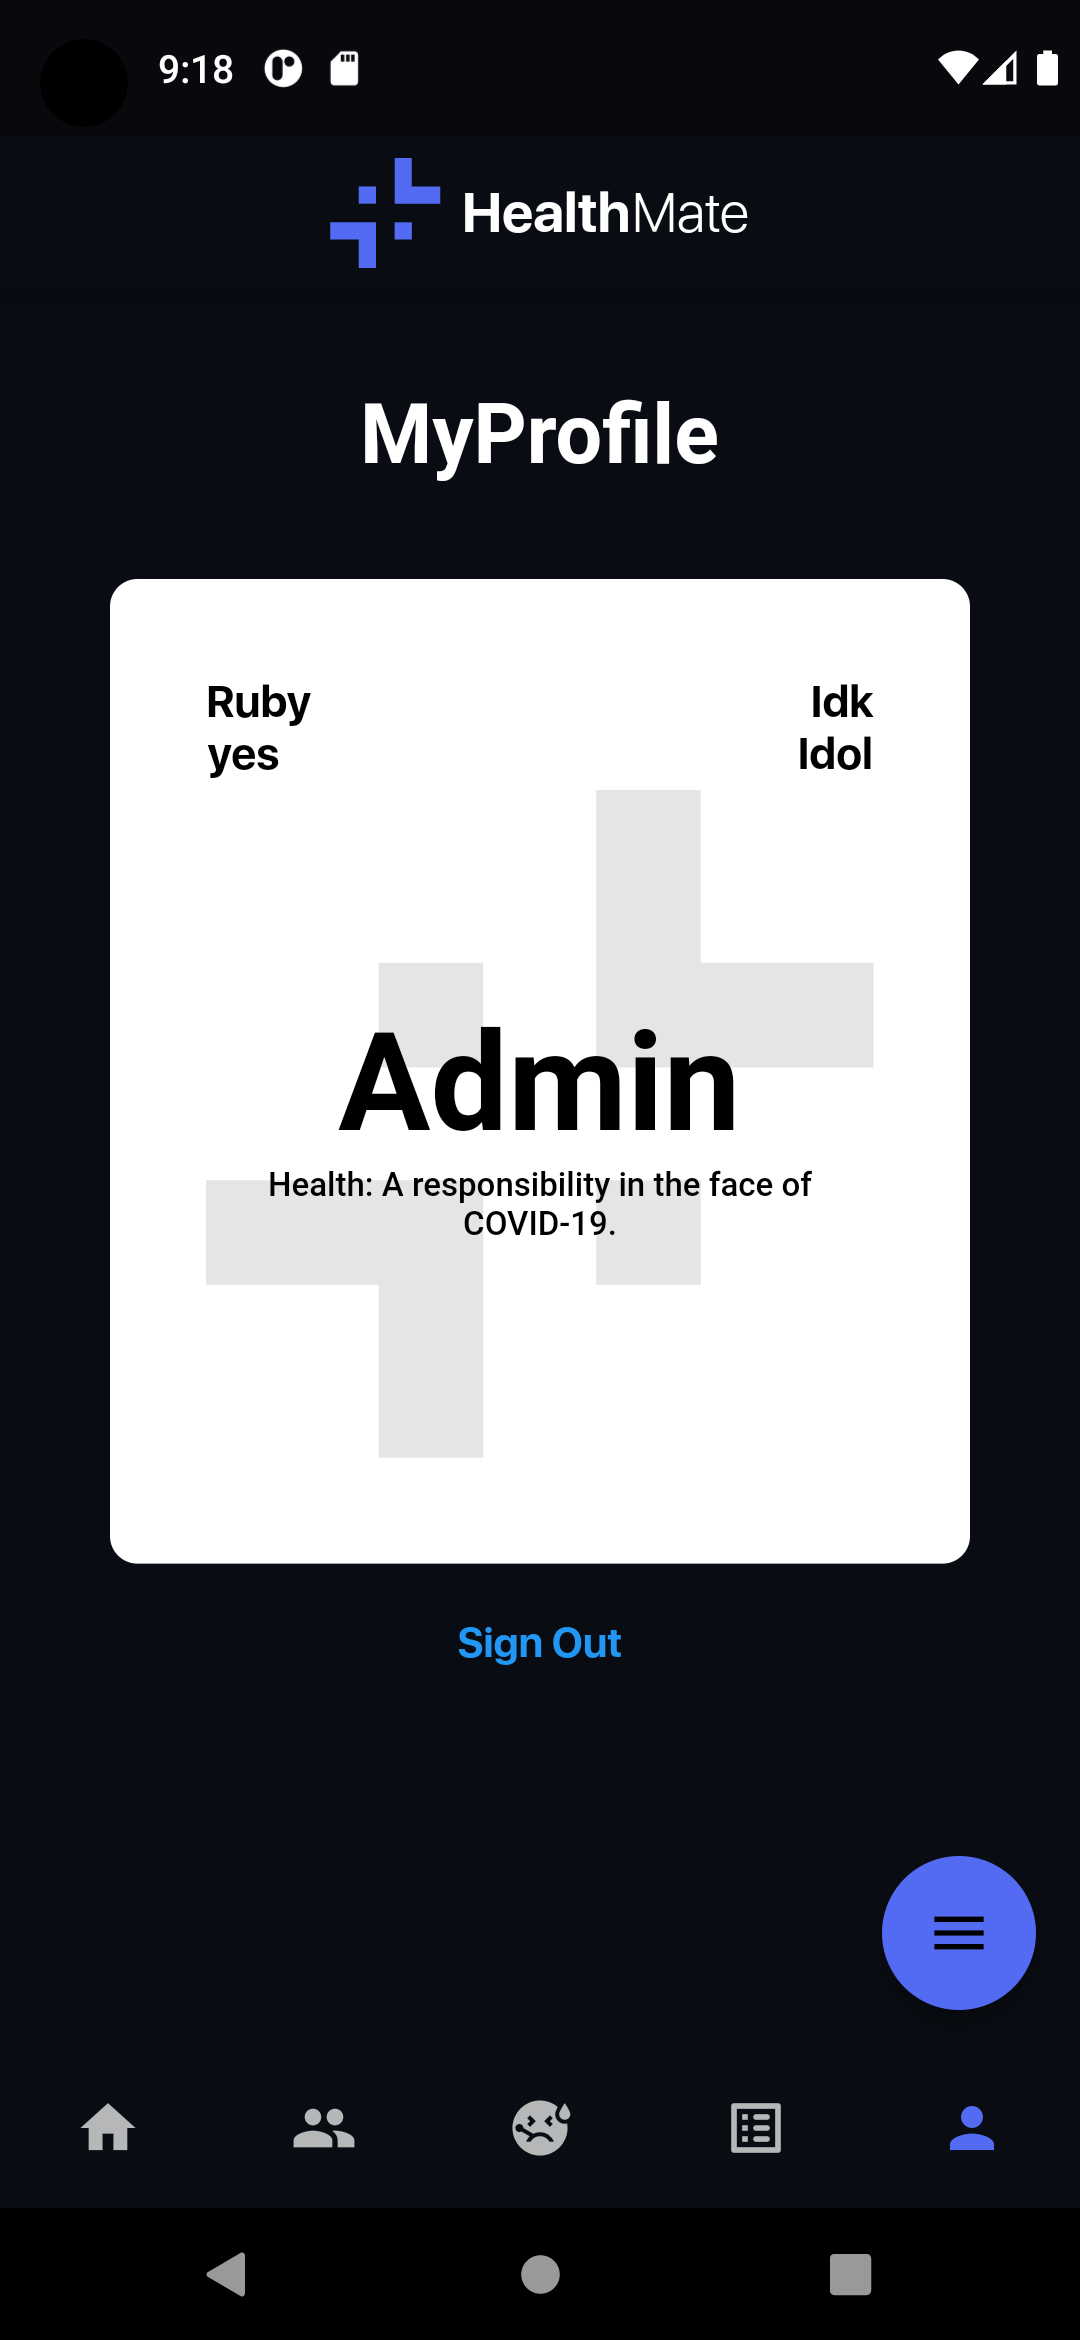 9:18
HealthMate
MyProfile
Ruby
yes
Idk
Idol
Admin
Health: A responsibility in the face of
COVID-19.
Sign Out